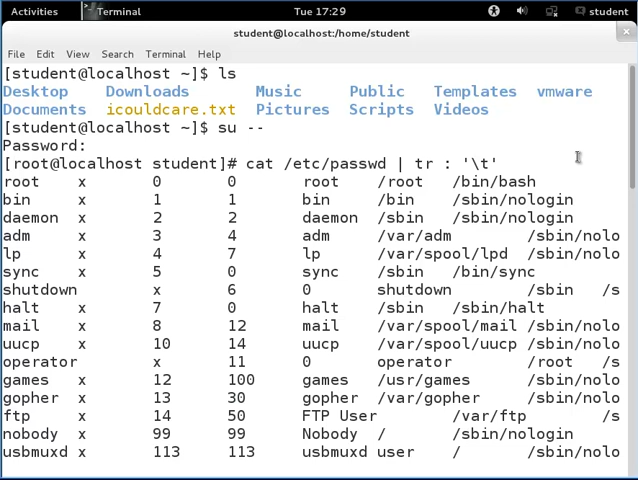 Activities Terminal Tue 17:29 student
student@localhost:/home/student
File Edit View Search Terminal Help
[student@localhost ~]$ ls
Desktop Downloads Music Public Templates vmware
Documents icouldcare.txt Pictures Scripts Videos
[student@localhost ~]$ su --
Password:
[root@localhost student]# cat /etc/passwd | tr : '\t'
root x 0 0 root /root /bin/bash
bin x 1 1 bin /bin /sbin/nologin
daemon x 2 2 daemon /sbin /sbin/nologin
adm x 3 4 adm /var/adm /sbin/nolo
lp x 4 7 lp /var/spool/lpd /sbin/nolo
sync x 5 0 sync /sbin /bin/sync
shutdown x 6 0 shutdown /sbin /s
halt x 7 0 halt /sbin /sbin/halt
mail x 8 12 mail /var/spool/mail /sbin/nolo
uucp x 10 14 uucp /var/spool/uucp /sbin/nolo
operator x 11 0 operator /root /s
games x 12 100 games /usr/games /sbin/nolo
gopher x 13 30 gopher /var/gopher /sbin/nolo
ftp x 14 50 FTP User /var/ftp /s
nobody x 99 99 Nobody / /sbin/nologin
usbmuxd x 113 113 usbmuxd user / /sbin/nolo